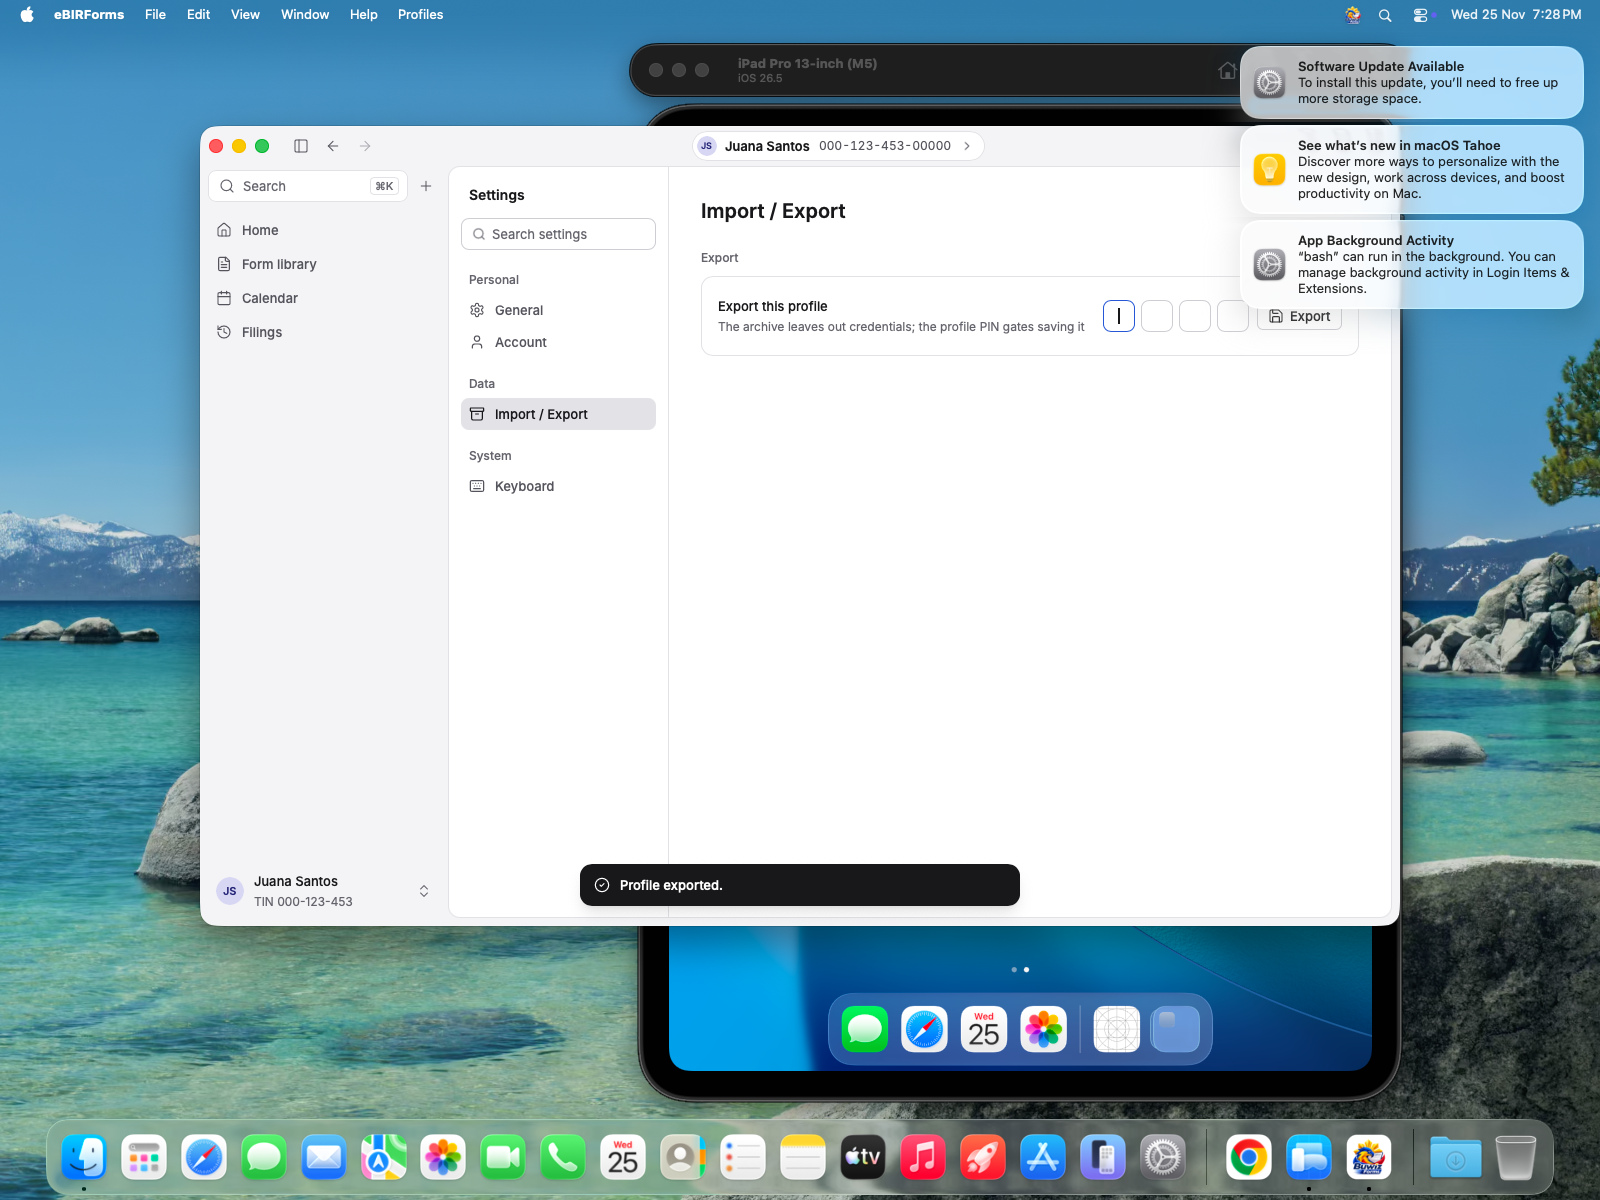 eBIRForms File Edit View Window Help Profiles
Wed 25 Nov 7:28 PM
iPad Pro 13-inch (M5)
iOS 26.5
Software Update Available
To install this update, you’ll need to free up
more storage space.
See what’s new in macOS Tahoe
Discover more ways to personalize with the
new design, work across devices, and boost
productivity on Mac.
App Background Activity
“bash” can run in the background. You can
manage background activity in Login Items &
Extensions.
JS Juana Santos 000-123-453-00000
Search ⌘K
Home
Form library
Calendar
Filings
Settings
Search settings
Personal
General
Account
Data
Import / Export
System
Keyboard
Import / Export
Export
Export this profile
The archive leaves out credentials; the profile PIN gates saving it
Export
JS
Juana Santos
TIN 000-123-453
Profile exported.
Wed
25
Wed
25
tv